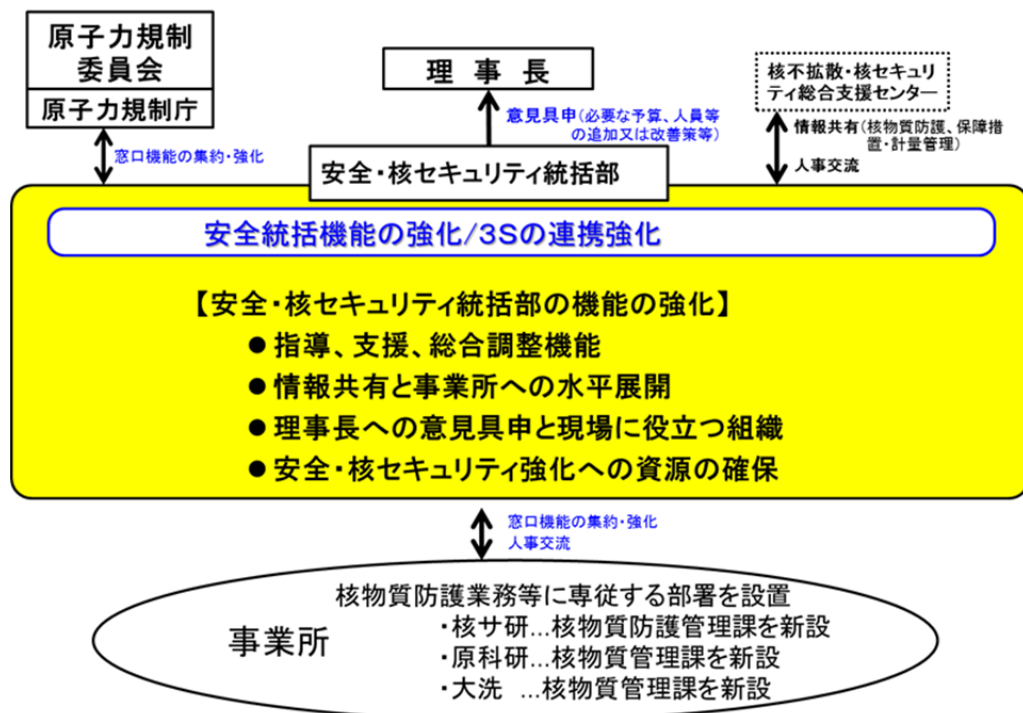 原子力規制
委員会
原子力規制庁
理 事 長
核不拡散・核セキュリ
ティ総合支援センター
窓口機能の集約・強化
意見具申(必要な予算、人員等
の追加又は改善策等)
情報共有(核物質防護、保障措
置・計量管理)
人事交流
安全・核セキュリティ統括部
安全統括機能の強化/3Sの連携強化
【安全・核セキュリティ統括部の機能の強化】
●指導、支援、総合調整機能
●情報共有と事業所への水平展開
●理事長への意見具申と現場に役立つ組織
●安全・核セキュリティ強化への資源の確保
窓口機能の集約・強化
人事交流
核物質防護業務等に専従する部署を設置
事業所
・核サ研…核物質防護管理課を新設
・原科研…核物質管理課を新設
・大洗 …核物質管理課を新設